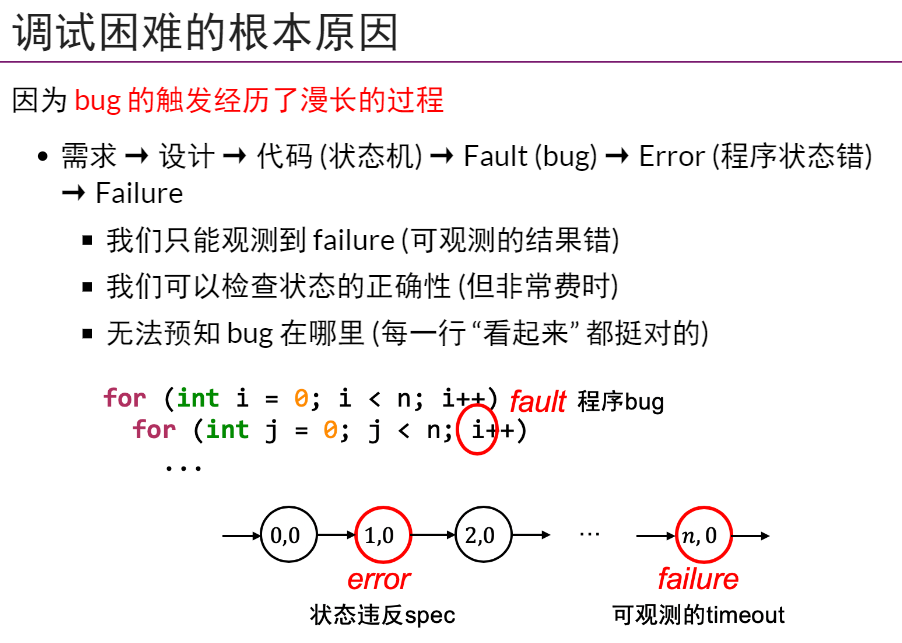 调试困难的根本原因
因为 bug 的触发经历了漫长的过程
• 需求 → 设计 → 代码 (状态机) → Fault (bug) → Error (程序状态错)
→ Failure
▪ 我们只能观测到 failure (可观测的结果错)
▪ 我们可以检查状态的正确性 (但非常费时)
▪ 无法预知 bug 在哪里 (每一行 “看起来” 都挺对的)
for (int i = 0; i < n; i++) fault 程序bug
for (int j = 0; j < n; i++)
...
0,0 1,0 2,0 ... n, 0
error failure
状态违反spec 可观测的timeout